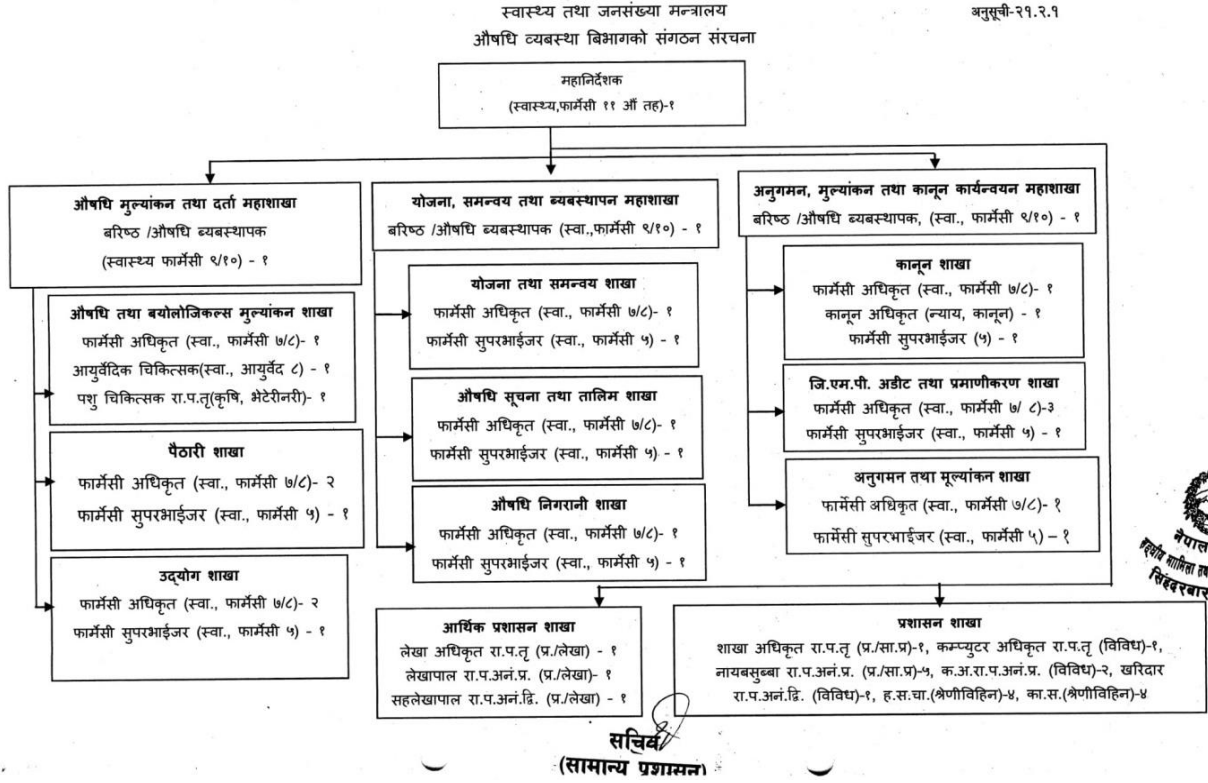 स्वास्थ्य तथा जनसंख्या मन्त्रालय
अनुसूची-२१.२.१
औषधि व्यबस्था बिभागको संगठन संरचना
महानिर्देशक
(स्वास्थ्य,फार्मेसी ११ औं तह)-१
औषधि मुल्यांकन तथा दर्ता महाशाखा
बरिष्ठ /औषधि ब्यबस्थापक
(स्वास्थ्य फार्मेसी ९/१०) - १
औषधि तथा बयोलोजिकल्स मुल्यांकन शाखा
फार्मेसी अधिकृत (स्वा., फार्मेसी ७/८)- १
आयुर्वेदिक चिकित्सक(स्वा., आयुर्वेद ८) - १
पशु चिकित्सक रा.प.तृ(कृषि, भेटेरीनरी)- १
पैठारी शाखा
फार्मेसी अधिकृत (स्वा., फार्मेसी ७/८)- २
फार्मेसी सुपरभाईजर (स्वा., फार्मेसी ५) - १
उद्योग शाखा
फार्मेसी अधिकृत (स्वा., फार्मेसी ७/८)- २
फार्मेसी सुपरभाईजर (स्वा., फार्मेसी ५) - १
योजना, समन्वय तथा ब्यबस्थापन महाशाखा
बरिष्ठ /औषधि ब्यबस्थापक (स्वा.,फार्मेसी ९/१०) - १
योजना तथा समन्वय शाखा
फार्मेसी अधिकृत (स्वा., फार्मेसी ७/८)- १
फार्मेसी सुपरभाईजर (स्वा., फार्मेसी ५) - १
औषधि सूचना तथा तालिम शाखा
फार्मेसी अधिकृत (स्वा., फार्मेसी ७/८)- १
फार्मेसी सुपरभाईजर (स्वा., फार्मेसी ५) - १
औषधि निगरानी शाखा
फार्मेसी अधिकृत (स्वा., फार्मेसी ७/८)- १
फार्मेसी सुपरभाईजर (स्वा., फार्मेसी ५) - १
अनुगमन, मुल्यांकन तथा कानून कार्यन्वयन महाशाखा
बरिष्ठ /औषधि ब्यबस्थापक, (स्वा., फार्मेसी ९/१०) - १
कानून शाखा
फार्मेसी अधिकृत (स्वा., फार्मेसी ७/८)- १
कानून अधिकृत (न्याय, कानून) - १
फार्मेसी सुपरभाईजर (५) - १
जि.एम.पी. अडीट तथा प्रमाणीकरण शाखा
फार्मेसी अधिकृत (स्वा., फार्मेसी ७/ ८)-३
फार्मेसी सुपरभाईजर (स्वा., फार्मेसी ५) - १
अनुगमन तथा मूल्यांकन शाखा
फार्मेसी अधिकृत (स्वा., फार्मेसी ७/८)- १
फार्मेसी सुपरभाईजर (स्वा., फार्मेसी ५) – १
आर्थिक प्रशासन शाखा
लेखा अधिकृत रा.प.तृ (प्र./लेखा) - १
लेखापाल रा.प.अनं.प्र. (प्र./लेखा)- १
सहलेखापाल रा.प.अनं.द्वि. (प्र./लेखा) - १
प्रशासन शाखा
शाखा अधिकृत रा.प.तृ (प्र./सा.प्र)-१, कम्प्युटर अधिकृत रा.प.तृ (विविध)-१,
नायबसुब्बा रा.प.अनं.प्र. (प्र./सा.प्र)-५, क.अ.रा.प.अनं.प्र. (विविध)-२, खरिदार
रा.प.अनं.द्वि. (विविध)-१, ह.स.चा.(श्रेणीविहिन)-४, का.स.(श्रेणीविहिन)-४
नेपाल
सचिव
(सामान्य प्रशासन)